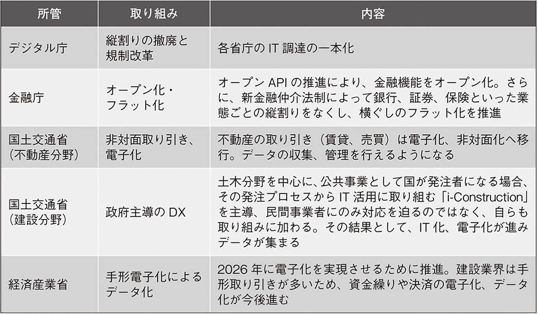 所管
取り組み
内容
デジタル庁
縦割りの撤廃と
規制改革
各省庁の IT 調達の一本化
金融庁
オープン化・
フラット化
オープン API の推進により、金融機能をオープン化。さら
に、新金融仲介法制によって銀行、証券、保険といった業
態ごとの縦割りをなくし、横ぐしのフラット化を推進
国土交通省
（不動産分野）
非対面取り引き、
電子化
不動産の取り引き（賃貸、売買）は電子化、非対面化へ移
行。データの収集、管理を行えるようになる
国土交通省
（建設分野）
政府主導の DX
土木分野を中心に、公共事業として国が発注者になる場合、
その発注プロセスから IT 活用に取り組む「i-Construction」
を主導、民間事業者にのみ対応を迫るのではなく、自らも
取り組みに加わる。その結果として、IT 化、電子化が進み
データが集まる
経済産業省
手形電子化による
データ化
2026 年に電子化を実現させるために推進。建設業界は手
形取り引きが多いため、資金繰りや決済の電子化、データ
化が今後進む